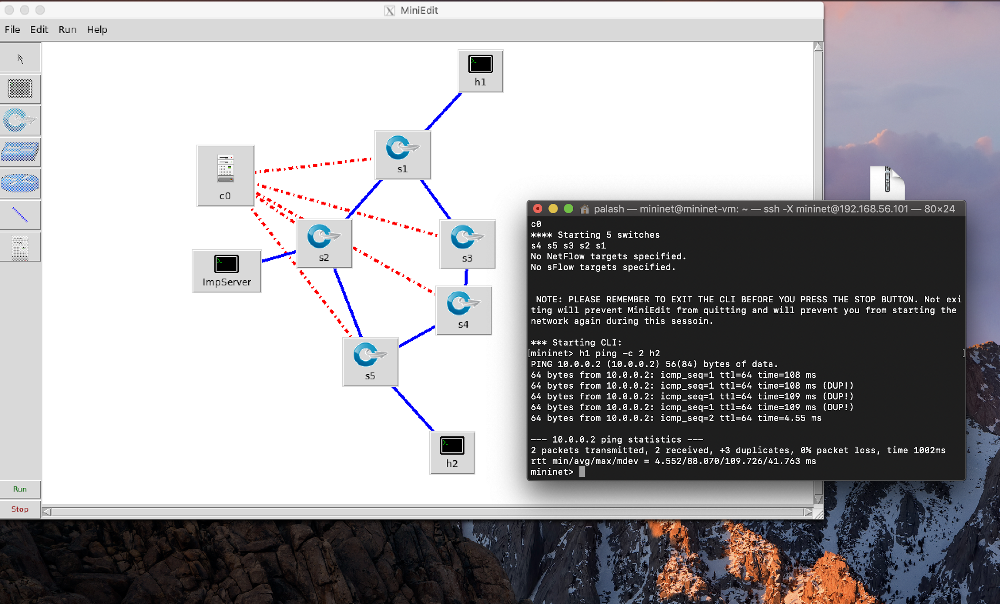 MiniEdit
File Edit Run Help
h1
s1
c0
s2
s3
ImpServer
s4
s5
h2
Run
Stop
palash — mininet@mininet-vm: ~ — ssh -X mininet@192.168.56.101 — 80×24
c0
**** Starting 5 switches
s4 s5 s3 s2 s1
No NetFlow targets specified.
No sFlow targets specified.
NOTE: PLEASE REMEMBER TO EXIT THE CLI BEFORE YOU PRESS THE STOP BUTTON. Not exi
ting will prevent MiniEdit from quitting and will prevent you from starting the
network again during this sessoin.
*** Starting CLI:
[mininet> h1 ping -c 2 h2 ]
PING 10.0.0.2 (10.0.0.2) 56(84) bytes of data.
64 bytes from 10.0.0.2: icmp_seq=1 ttl=64 time=108 ms
64 bytes from 10.0.0.2: icmp_seq=1 ttl=64 time=108 ms (DUP!)
64 bytes from 10.0.0.2: icmp_seq=1 ttl=64 time=109 ms (DUP!)
64 bytes from 10.0.0.2: icmp_seq=1 ttl=64 time=109 ms (DUP!)
64 bytes from 10.0.0.2: icmp_seq=2 ttl=64 time=4.55 ms
--- 10.0.0.2 ping statistics ---
2 packets transmitted, 2 received, +3 duplicates, 0% packet loss, time 1002ms
rtt min/avg/max/mdev = 4.552/88.070/109.726/41.763 ms
mininet>